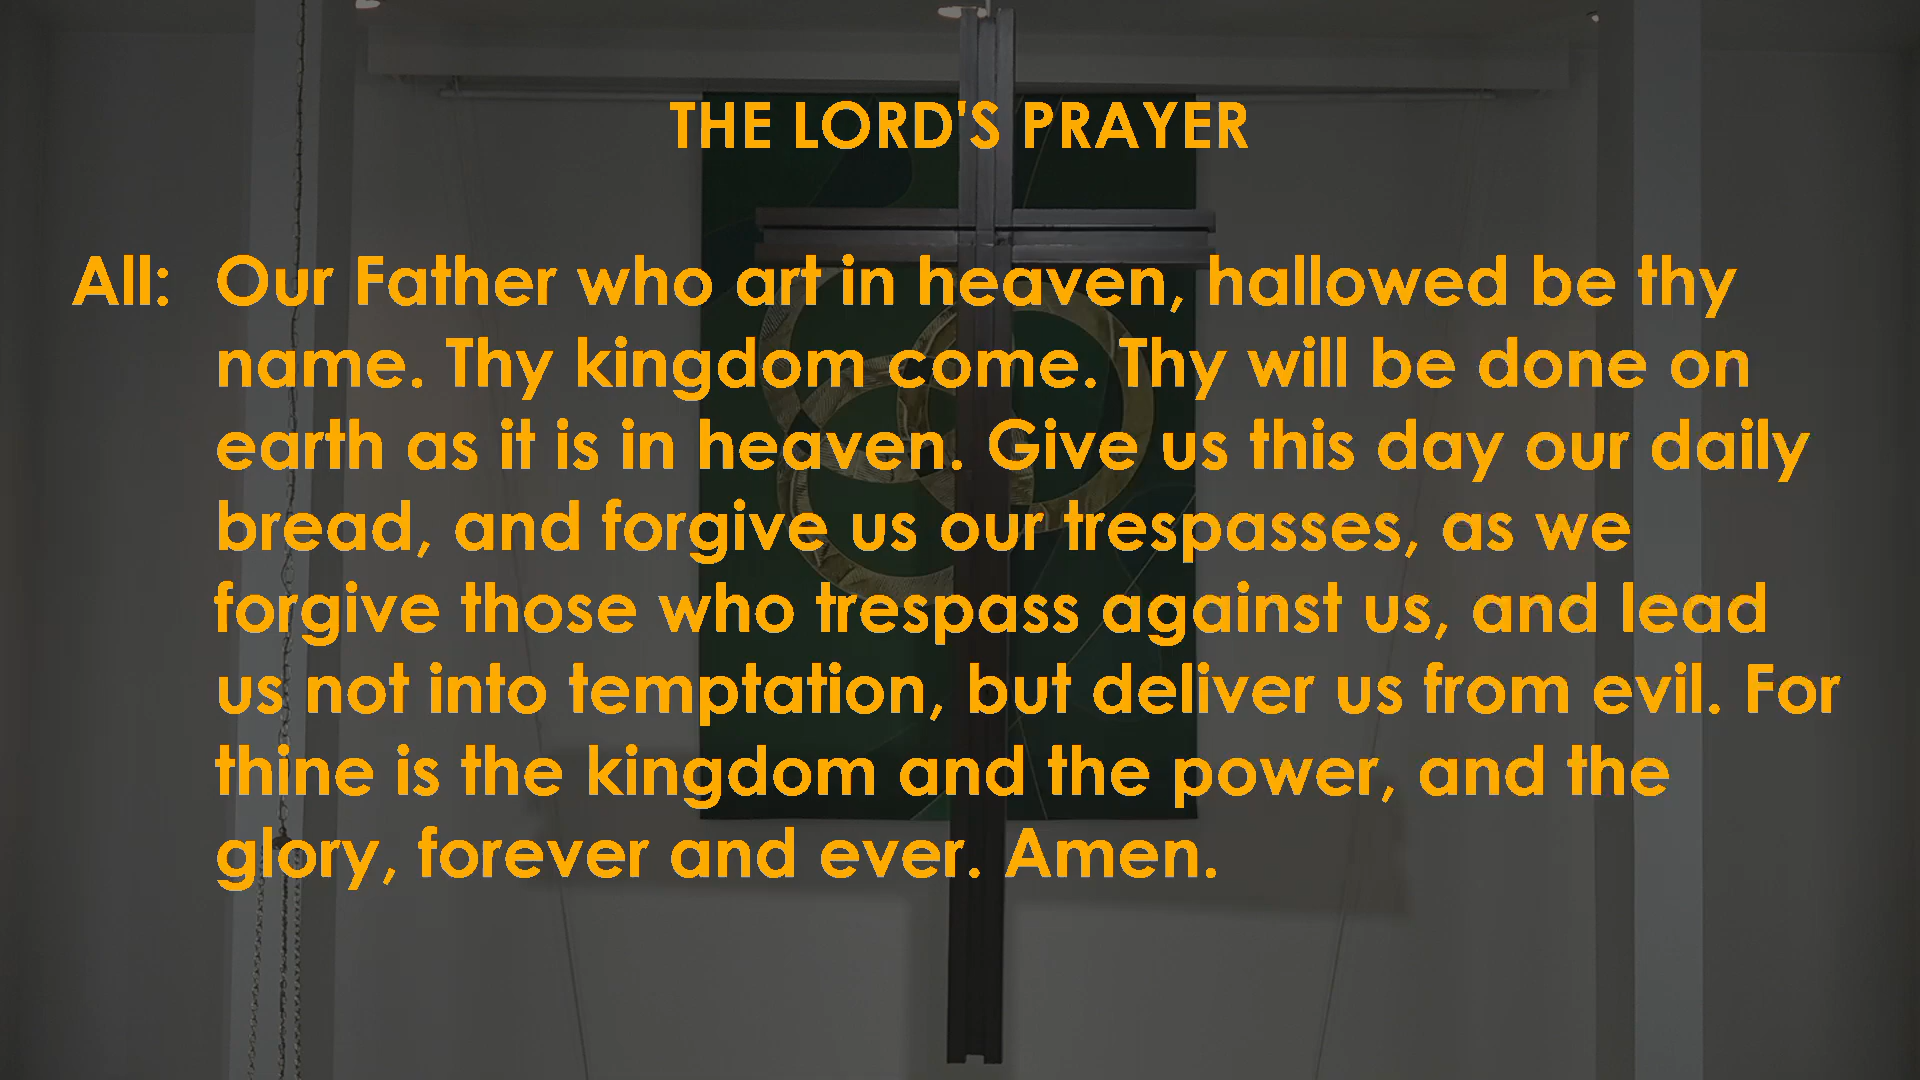 THE LORD'S PRAYER
All: Our Father who art in heaven, hallowed be thy
name. Thy kingdom come. Thy will be done on
earth as it is in heaven. Give us this day our daily
bread, and forgive us our trespasses, as we
forgive those who trespass against us, and lead
us not into temptation, but deliver us from evil. For
thine is the kingdom and the power, and the
glory, forever and ever. Amen.